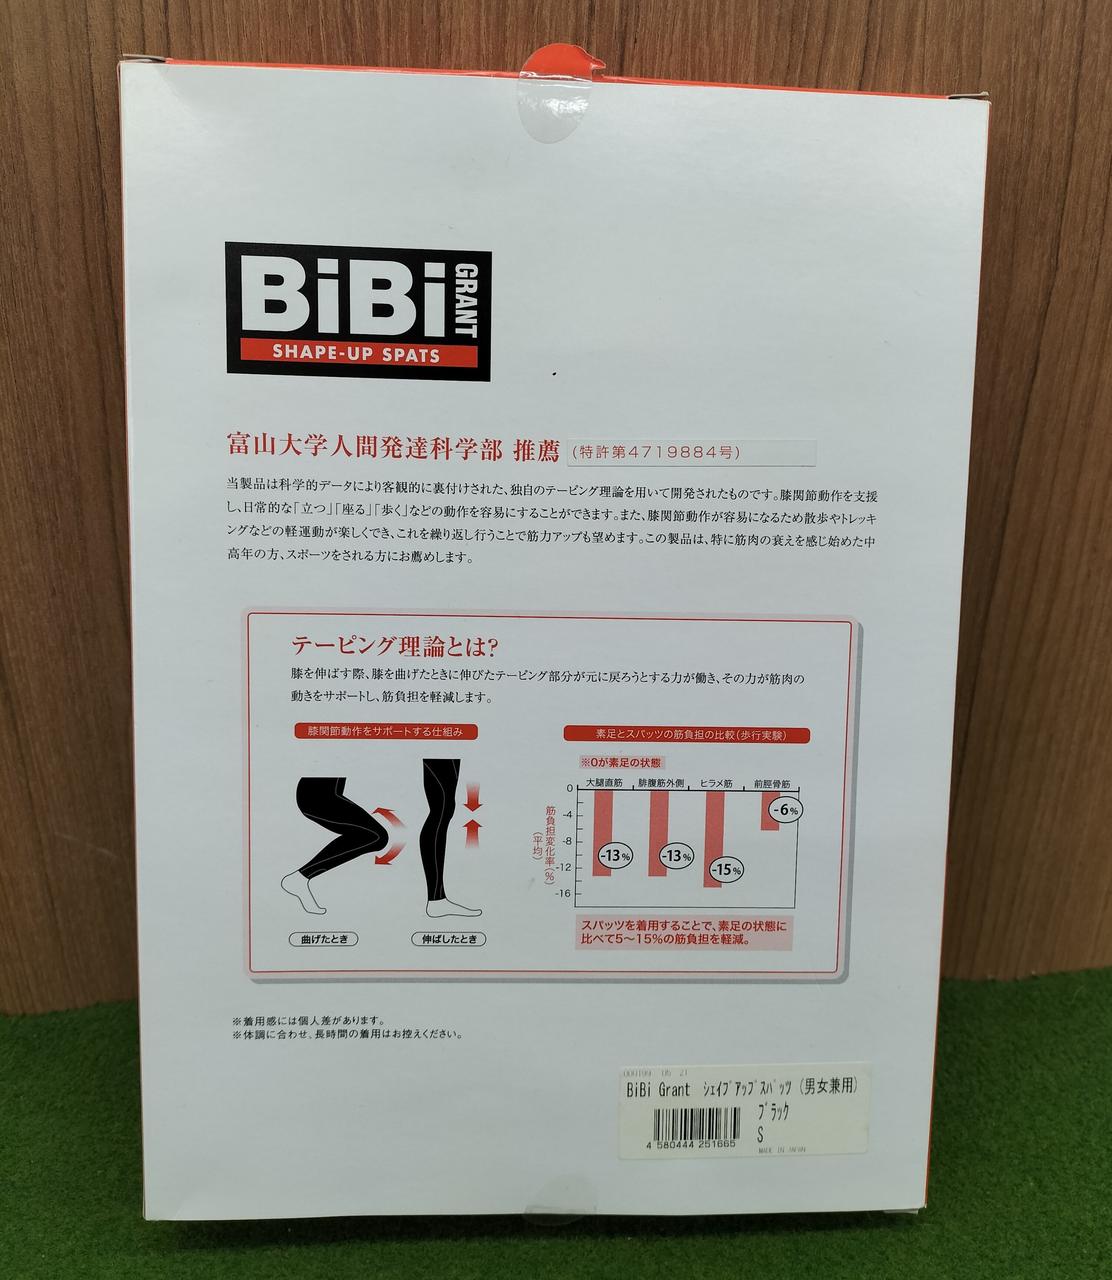 BiBi GRANT
SHAPE-UP SPATS
富山大学人間発達科学部 推薦 (特許第4719884号)
当製品は科学的データにより客観的に裏付けされた、独自のテーピング理論を用いて開発されたものです。膝関節動作を支援
し、日常的な「立つ」「座る」「歩く」などの動作を容易にすることができます。また、膝関節動作が容易になるため散歩やトレッキ
ングなどの軽運動が楽しくでき、これを繰り返し行うことで筋力アップも望めます。この製品は、特に筋肉の衰えを感じ始めた中
高年の方、スポーツをされる方にお薦めします。
テーピング理論とは?
膝を伸ばす際、膝を曲げたときに伸びたテーピング部分が元に戻ろうとする力が働き、その力が筋肉の
動きをサポートし、筋負担を軽減します。
膝関節動作をサポートする仕組み
曲げたとき
伸ばしたとき
素足とスパッツの筋負担の比較(歩行実験)
※0が素足の状態
大腿直筋 腓腹筋外側 ヒラメ筋 前脛骨筋
筋負担変化率(%)
(平均)
0
-4
-8
-12
-16
-13%
-13%
-15%
-6%
スパッツを着用することで、素足の状態に
比べて5〜15%の筋負担を軽減。
※着用感には個人差があります。
※体調に合わせ、長時間の着用はお控えください。
BiBi Grant ｼｪｲﾌﾟｱｯﾌﾟｽﾊﾟｯﾂ (男女兼用)
ﾌﾞﾗｯｸ
S
4 580444 251665
MADE IN JAPAN